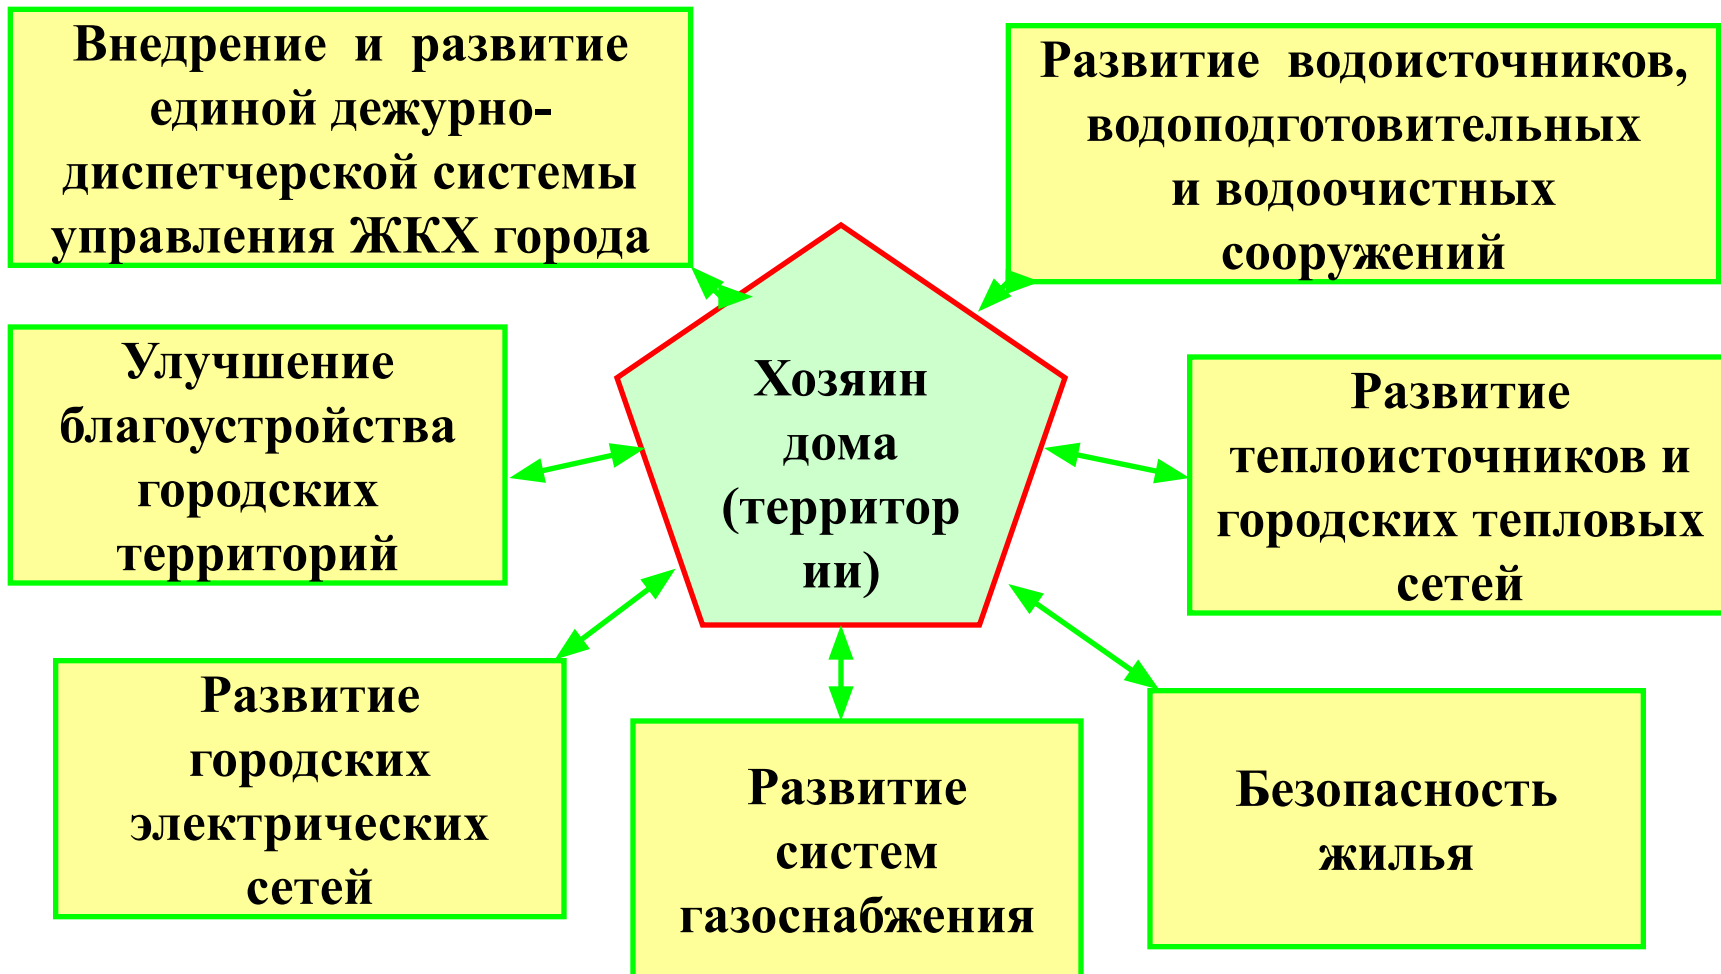 Внедрение и развитие
единой дежурно-
диспетчерской системы
управления ЖКХ города
Развитие водоисточников,
водоподготовительных
и водоочистных
сооружений
Улучшение
благоустройства
городских
территорий
Хозяин
дома
(территор
ии)
Развитие
теплоисточников и
городских тепловых
сетей
Развитие
городских
электрических
сетей
Развитие
систем
газоснабжения
Безопасность
жилья